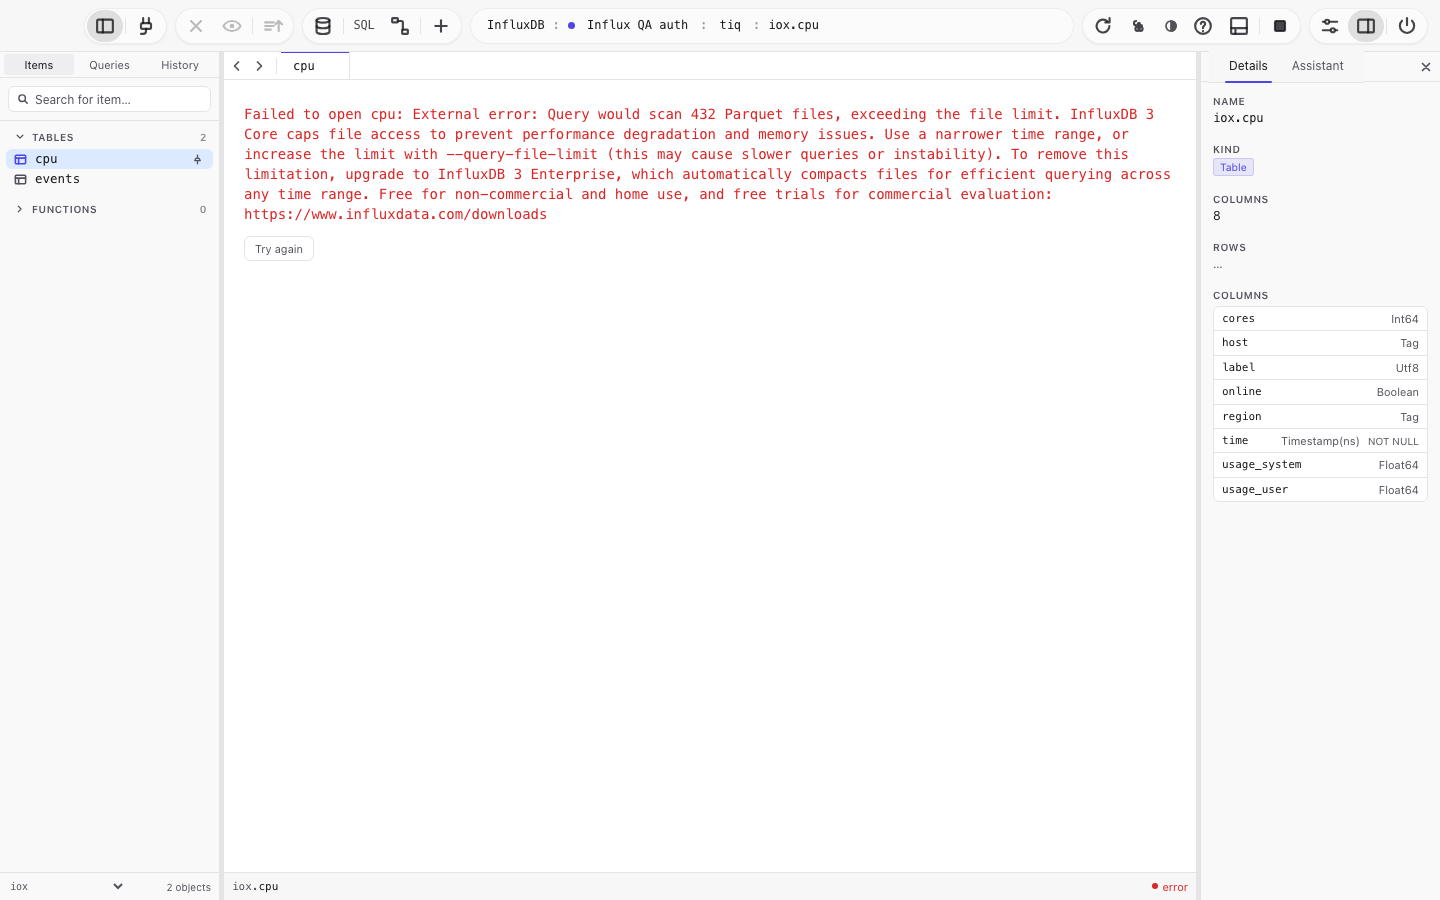 SQL
InfluxDB : Influx QA auth : tiq : iox.cpu
Items Queries History
Search for item...
TABLES 2
cpu
events
FUNCTIONS 0
iox
2 objects
cpu
Failed to open cpu: External error: Query would scan 432 Parquet files, exceeding the file limit. InfluxDB 3
Core caps file access to prevent performance degradation and memory issues. Use a narrower time range, or
increase the limit with --query-file-limit (this may cause slower queries or instability). To remove this
limitation, upgrade to InfluxDB 3 Enterprise, which automatically compacts files for efficient querying across
any time range. Free for non-commercial and home use, and free trials for commercial evaluation:
https://www.influxdata.com/downloads
Try again
iox.cpu
error
Details Assistant
NAME
iox.cpu
KIND
Table
COLUMNS
8
ROWS
...
COLUMNS
cores Int64
host Tag
label Utf8
online Boolean
region Tag
time Timestamp(ns) NOT NULL
usage_system Float64
usage_user Float64